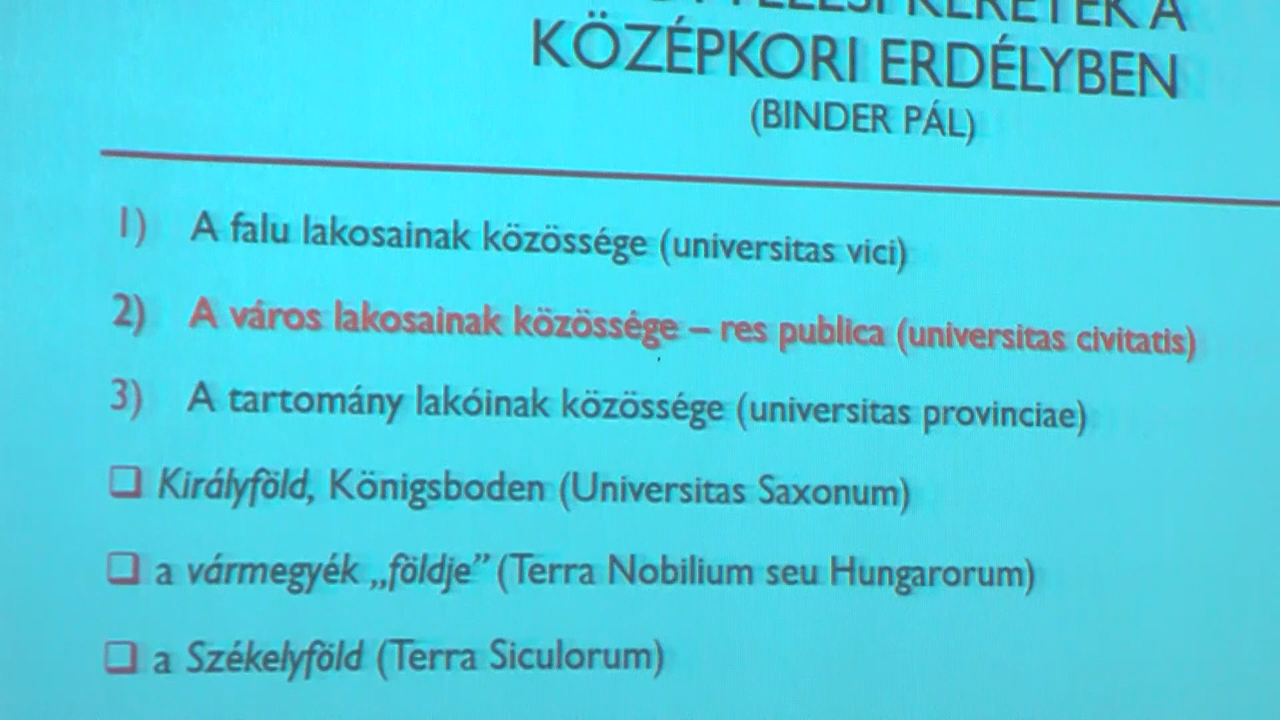 KERETEK A
KÖZÉPKORI ERDÉLYBEN
(BINDER PÁL)
1) A falu lakosainak közössége (universitas vici)
2) A város lakosainak közössége – res publica (universitas civitatis)
3) A tartomány lakóinak közössége (universitas provinciae)
❑ Királyföld, Königsboden (Universitas Saxonum)
❑ a vármegyék „földje” (Terra Nobilium seu Hungarorum)
❑ a Székelyföld (Terra Siculorum)